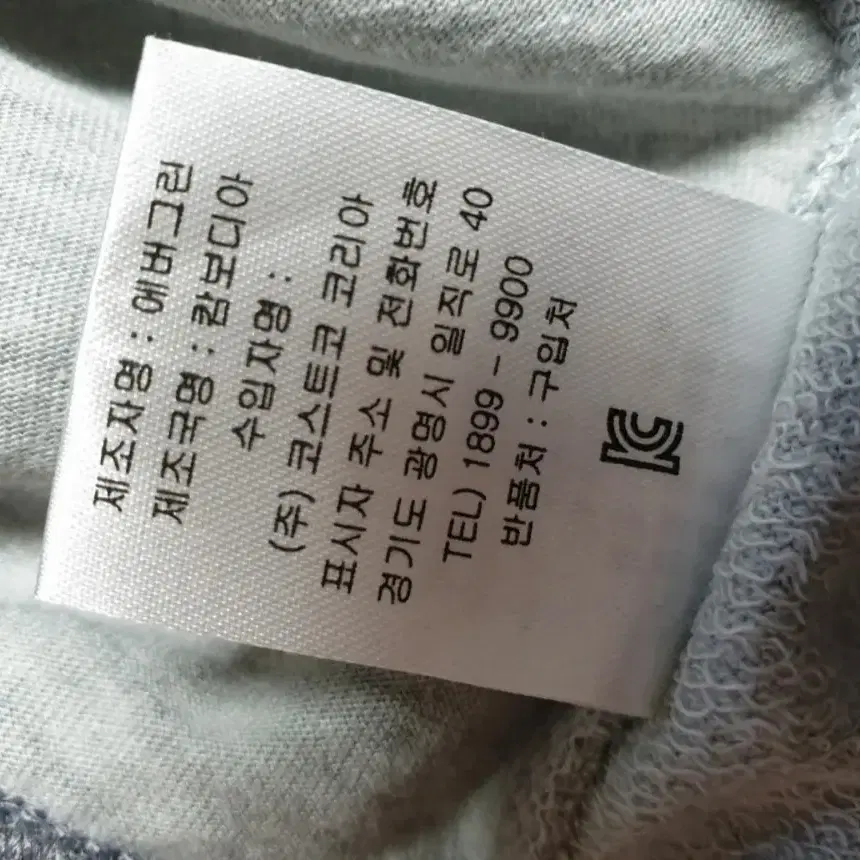 제조자명 : 에버그린
제조국명 : 캄보디아
수입자명 :
(주) 코스트코 코리아
표시자 주소 및 전화번호
경기도 광명시 일직로 40
TEL) 1899 - 9900
반품처 : 구입처